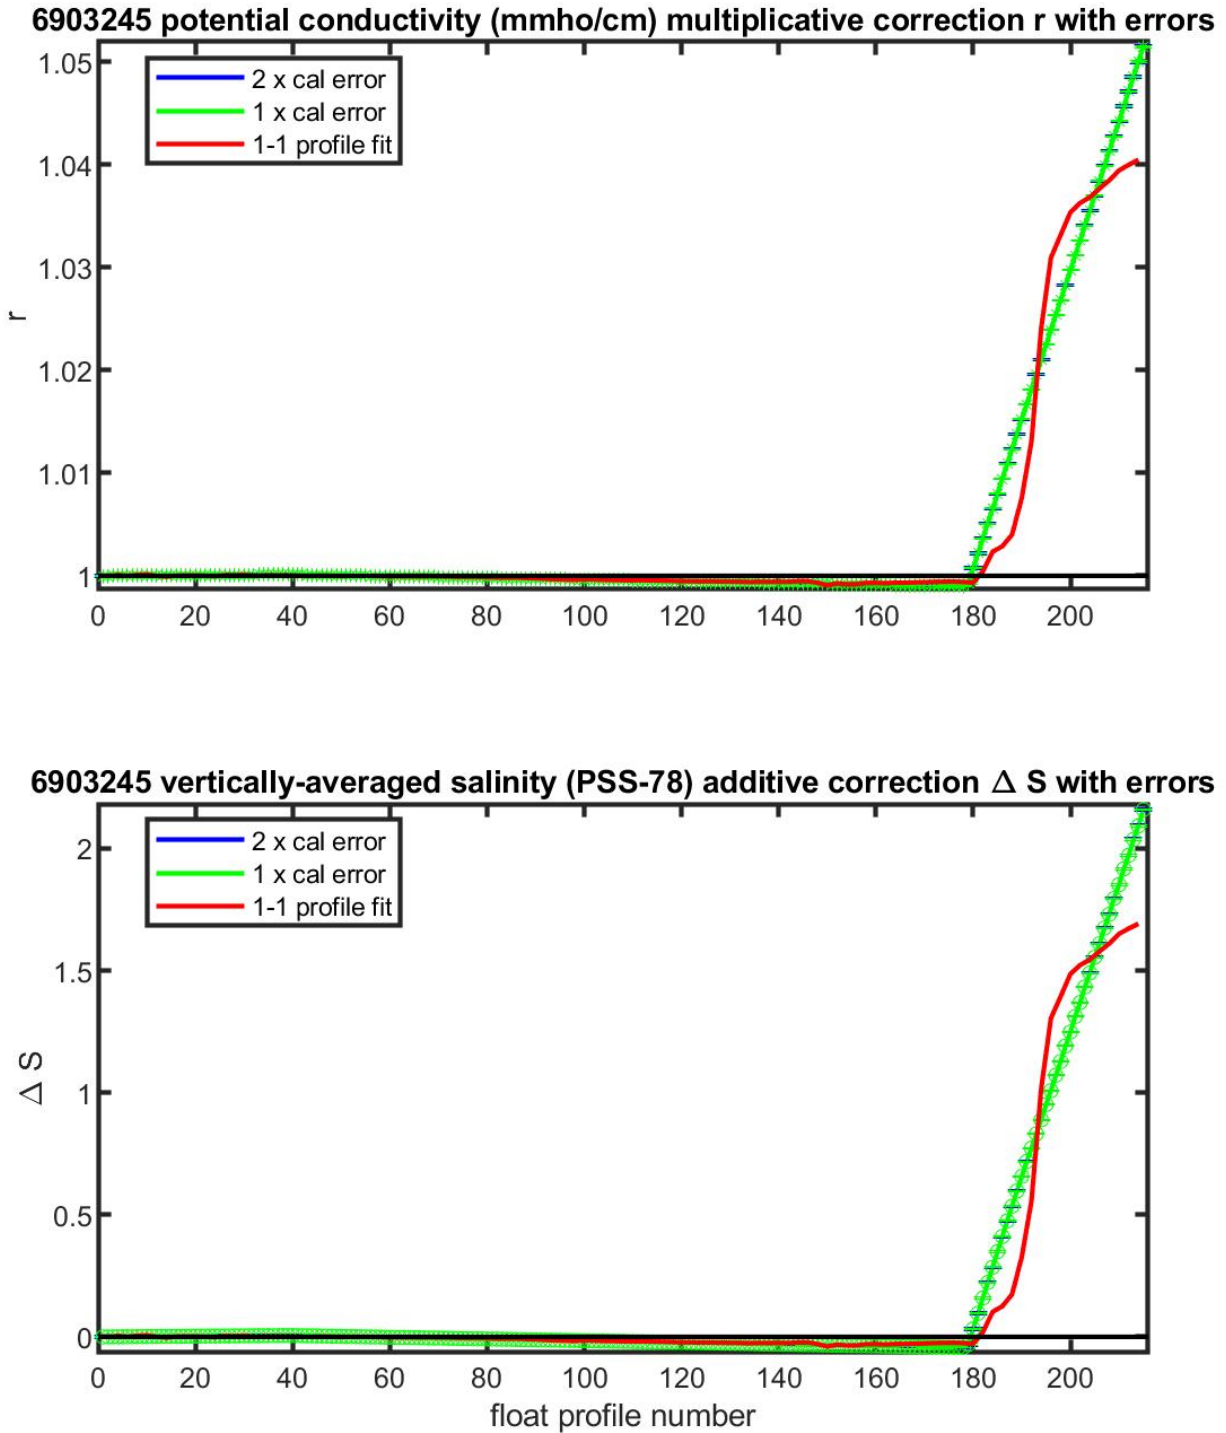 6903245 potential conductivity (mmho/cm) multiplicative correction r with errors
2 x cal error
1 x cal error
1-1 profile fit
1.05
1.04
1.03
1.02
1.01
1
r
0 20 40 60 80 100 120 140 160 180 200
6903245 vertically-averaged salinity (PSS-78) additive correction Δ S with errors
2 x cal error
1 x cal error
1-1 profile fit
2
1.5
1
0.5
0
Δ S
0 20 40 60 80 100 120 140 160 180 200
float profile number